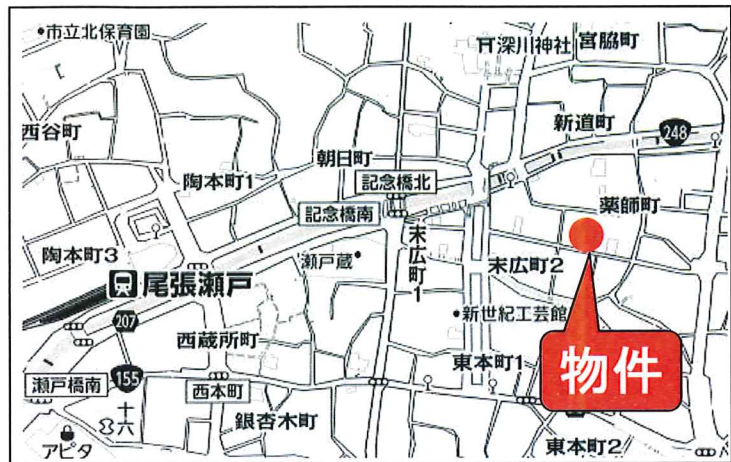 市立北保育園
深川神社
宮脇町
西谷町
新道町
248
朝日町
陶本町1
記念橋北
薬師町
記念橋南
陶本町3
末広町1
末広町2
瀬戸蔵
尾張瀬戸
新世紀工芸館
207
西蔵所町
物件
東本町1
瀬戸橋南
155
西本町
十六
銀杏木町
アピタ
東本町2